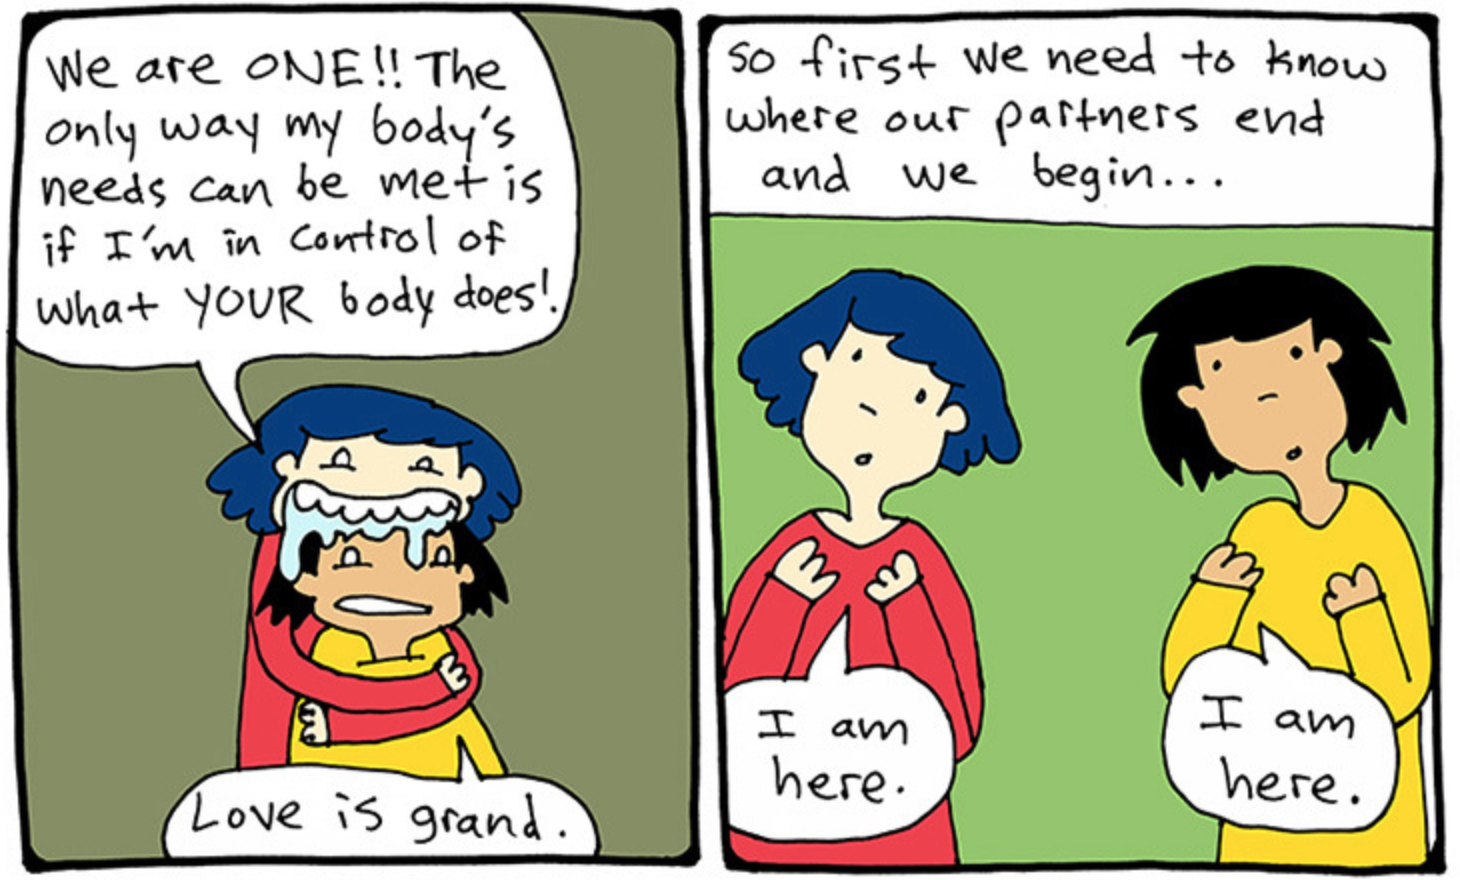 We are ONE!! The
only way my body's
needs can be met is
if I'm in control of
what YOUR body does!.
Love is grand.
So first we need to know
where our partners end
and we begin...
I am
here.
I am
here.